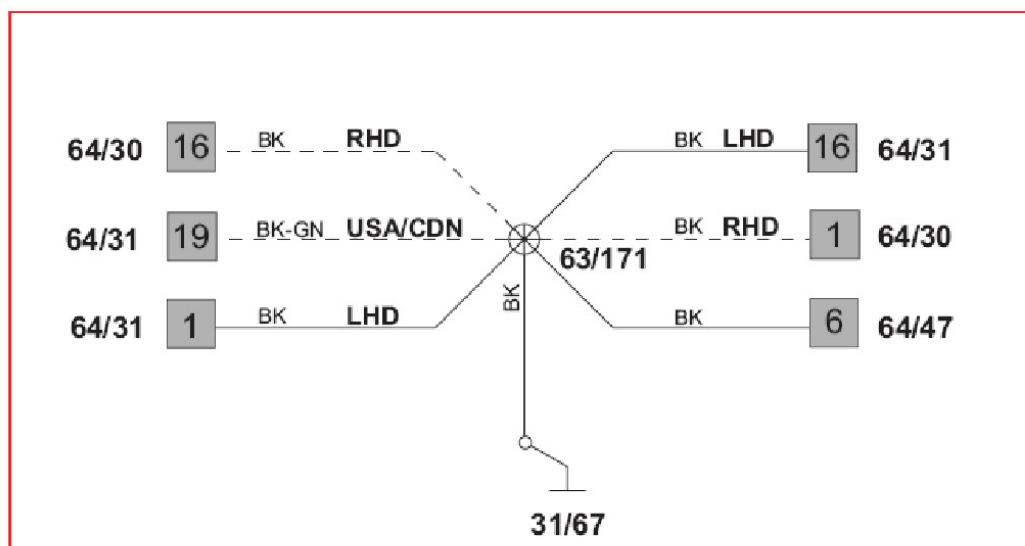 64/30 16 BK RHD BK LHD 16 64/31
64/31 19 BK-GN USA/CDN BK RHD 1 64/30
63/171
64/31 1 BK LHD BK BK 6 64/47
31/67